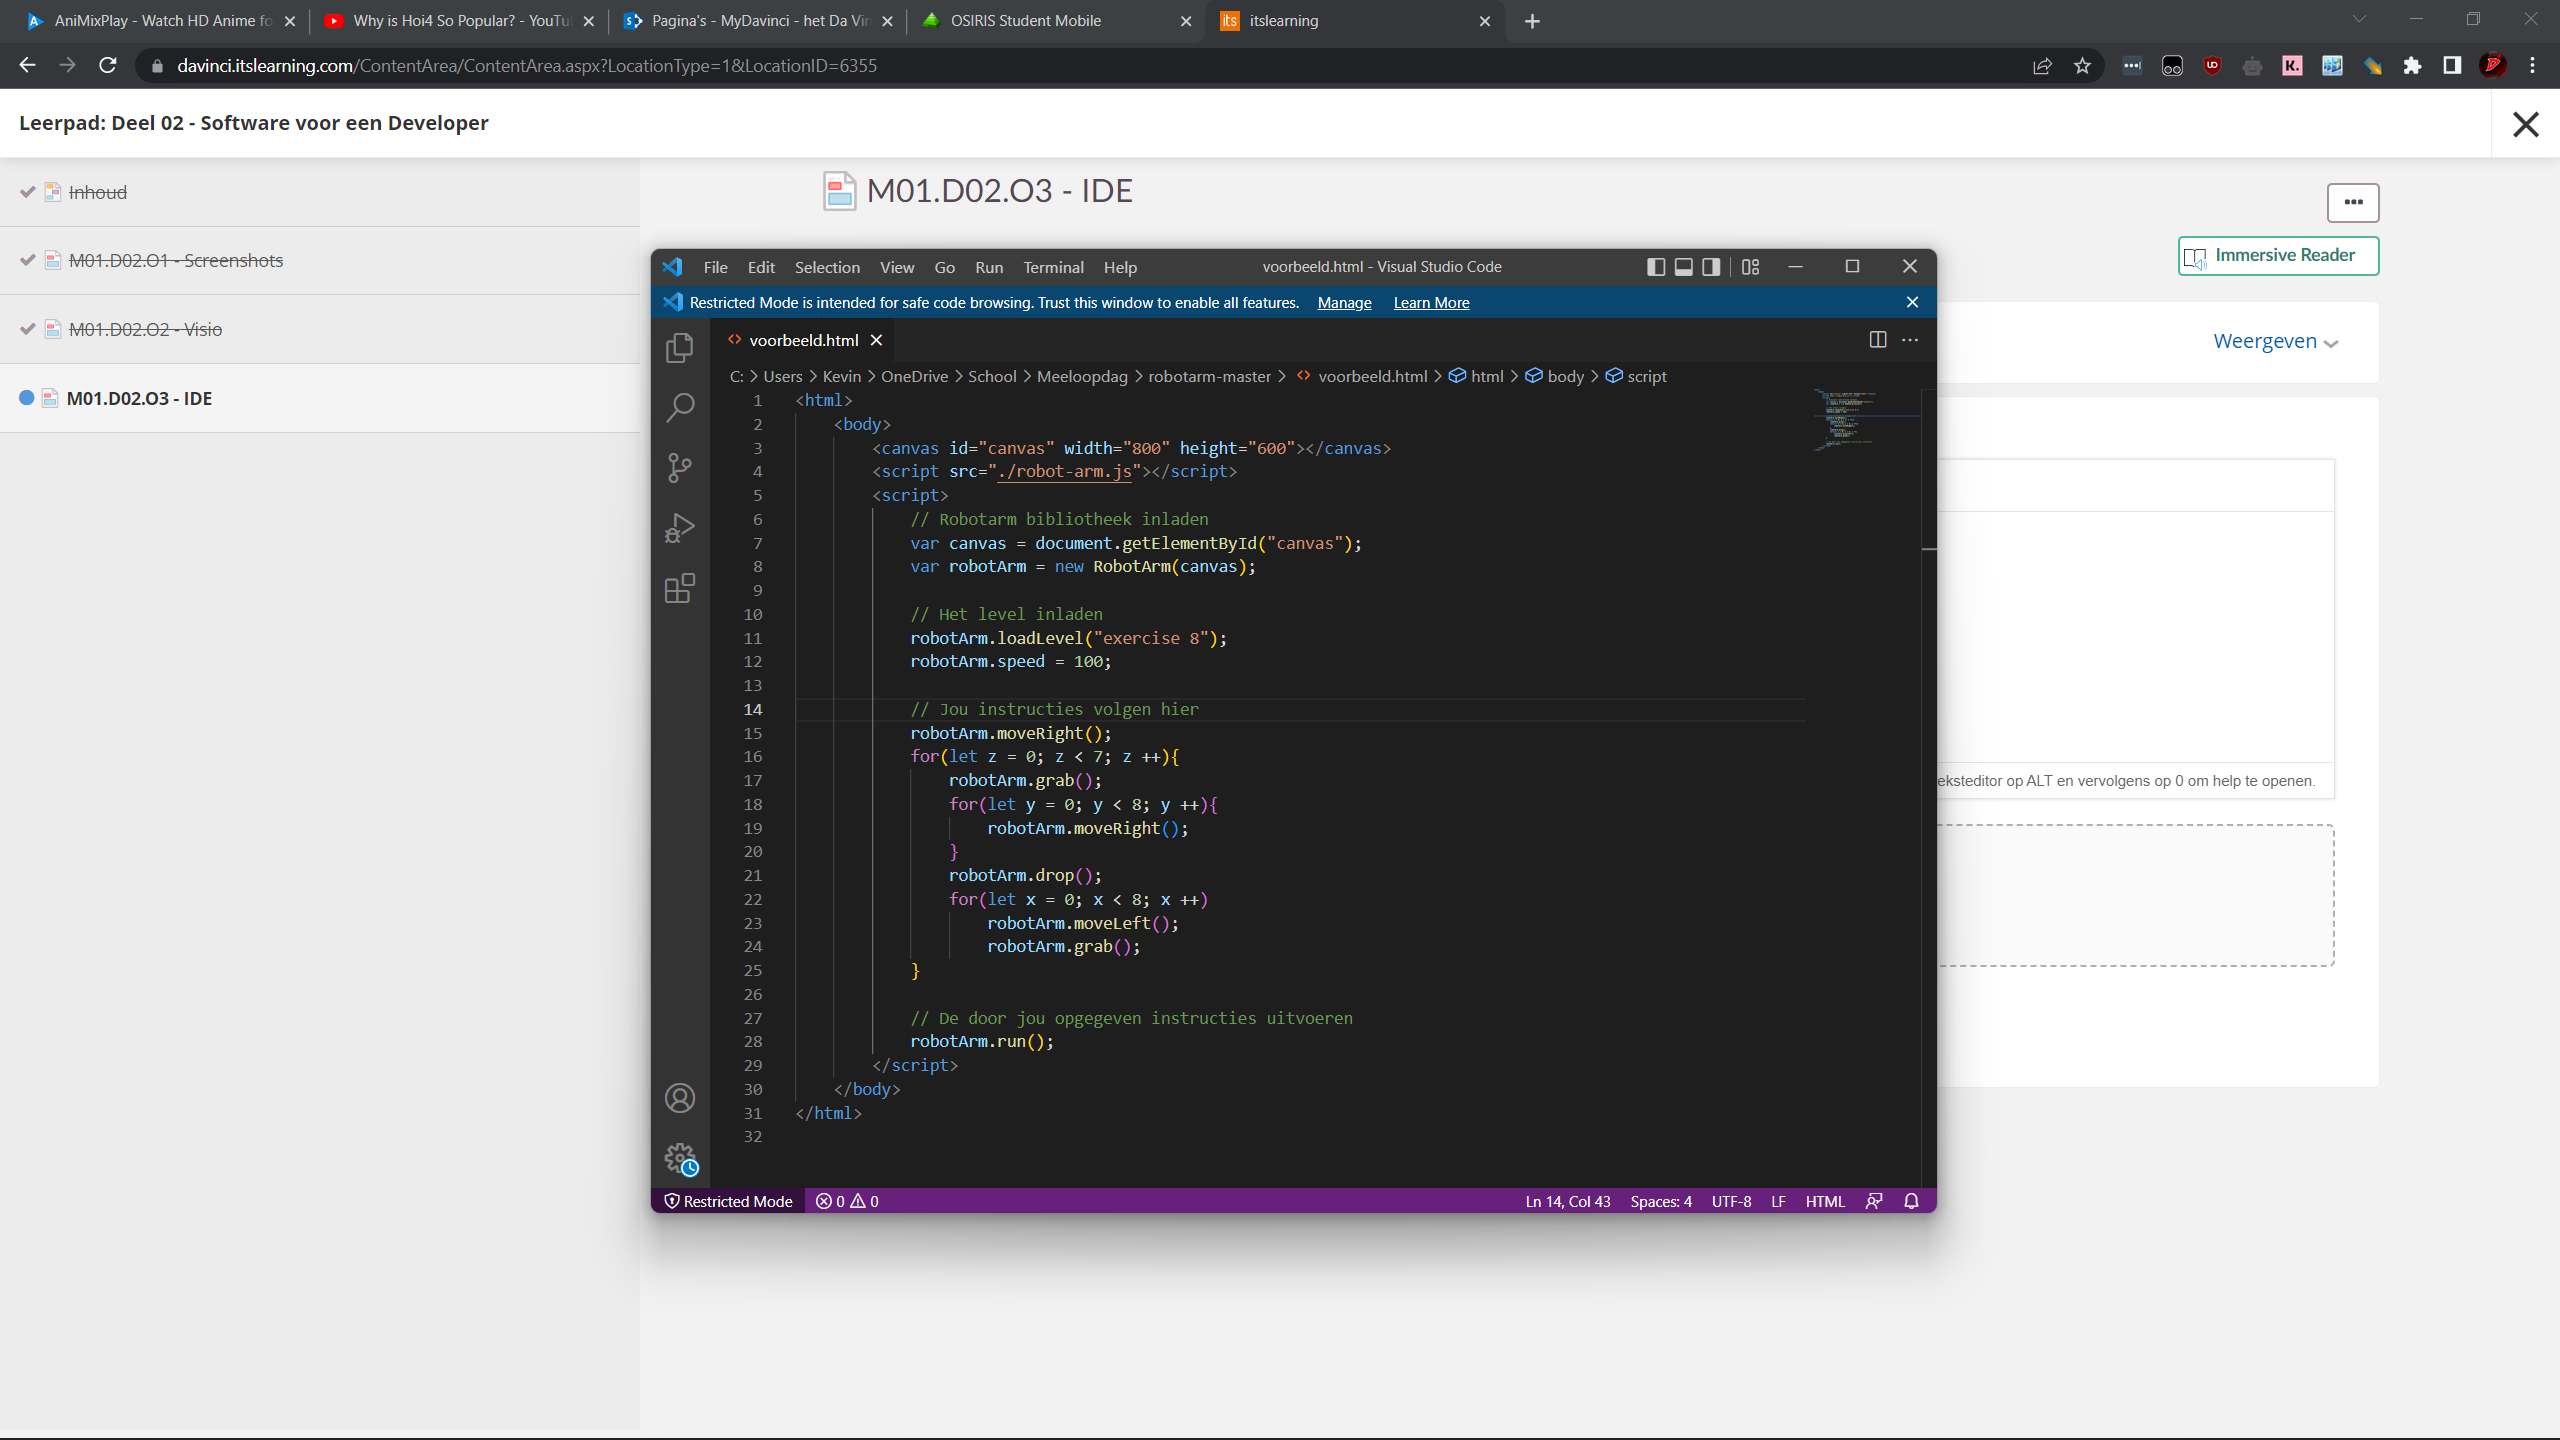 AniMixPlay - Watch HD Anime fo
Why is Hoi4 So Popular? - YouTu
Pagina's - MyDavinci - het Da Vin
OSIRIS Student Mobile
its itslearning
davinci.itslearning.com/ContentArea/ContentArea.aspx?LocationType=1&LocationID=6355
Leerpad: Deel 02 - Software voor een Developer
Inhoud
M01.D02.O1 - Screenshots
M01.D02.O2 - Visio
M01.D02.O3 - IDE
M01.D02.O3 - IDE
Immersive Reader
Weergeven
File Edit Selection View Go Run Terminal Help
voorbeeld.html - Visual Studio Code
Restricted Mode is intended for safe code browsing. Trust this window to enable all features. Manage Learn More
voorbeeld.html
C: > Users > Kevin > OneDrive > School > Meeloopdag > robotarm-master > voorbeeld.html > html > body > script
1 <html>
2 <body>
3 <canvas id="canvas" width="800" height="600"></canvas>
4 <script src="./robot-arm.js"></script>
5 <script>
6 // Robotarm bibliotheek inladen
7 var canvas = document.getElementById("canvas");
8 var robotArm = new RobotArm(canvas);
9
10 // Het level inladen
11 robotArm.loadLevel("exercise 8");
12 robotArm.speed = 100;
13
14 // Jou instructies volgen hier
15 robotArm.moveRight();
16 for(let z = 0; z < 7; z ++){
17 robotArm.grab();
18 for(let y = 0; y < 8; y ++){
19 robotArm.moveRight();
20 }
21 robotArm.drop();
22 for(let x = 0; x < 8; x ++)
23 robotArm.moveLeft();
24 robotArm.grab();
25 }
26
27 // De door jou opgegeven instructies uitvoeren
28 robotArm.run();
29 </script>
30 </body>
31 </html>
32
eksteditor op ALT en vervolgens op 0 om help te openen.
Restricted Mode 0 0
Ln 14, Col 43 Spaces: 4 UTF-8 LF HTML